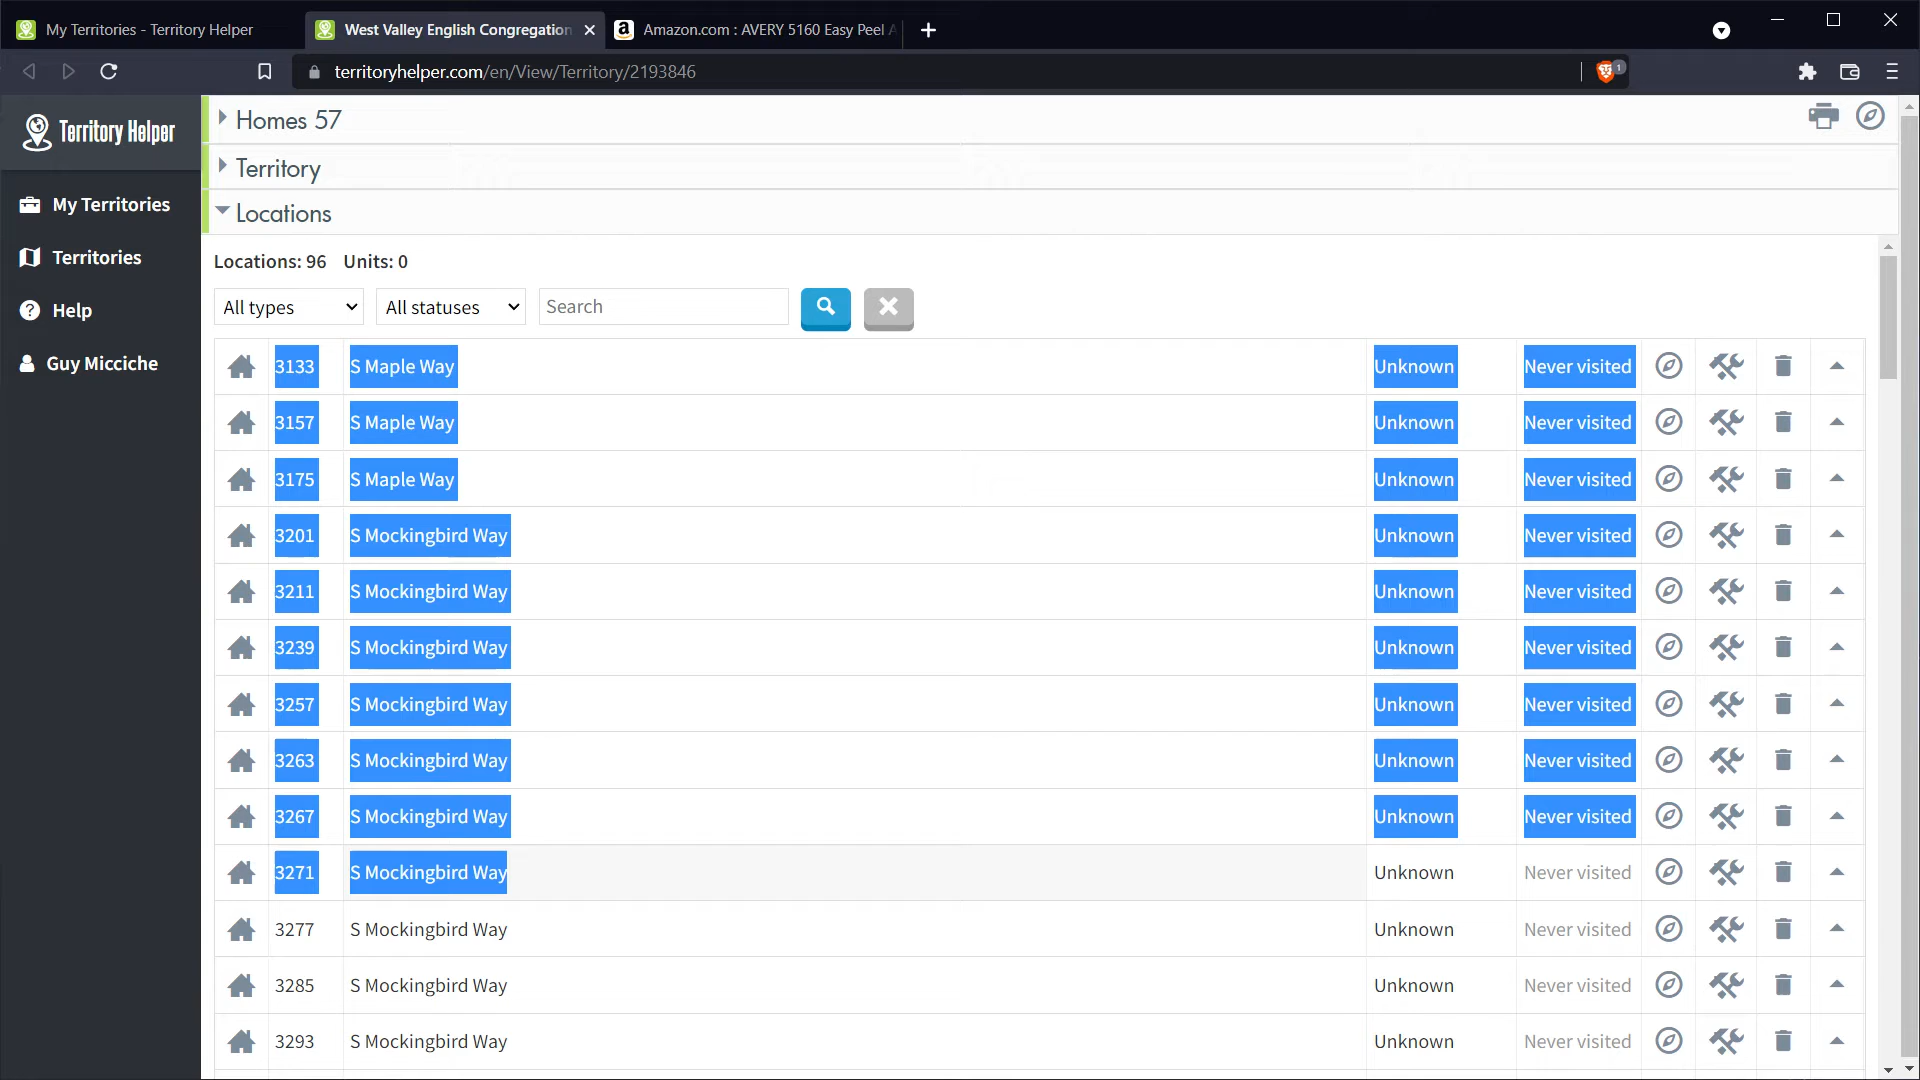 My Territories - Territory Helper
West Valley English Congregation
Amazon.com : AVERY 5160 Easy Peel A
territoryhelper.com/en/View/Territory/2193846
1
Territory Helper
My Territories
Territories
Help
Guy Micciche
Homes 57
Territory
Locations
Locations: 96 Units: 0
All types All statuses Search
3133 S Maple Way Unknown Never visited
3157 S Maple Way Unknown Never visited
3175 S Maple Way Unknown Never visited
3201 S Mockingbird Way Unknown Never visited
3211 S Mockingbird Way Unknown Never visited
3239 S Mockingbird Way Unknown Never visited
3257 S Mockingbird Way Unknown Never visited
3263 S Mockingbird Way Unknown Never visited
3267 S Mockingbird Way Unknown Never visited
3271 S Mockingbird Way Unknown Never visited
3277 S Mockingbird Way Unknown Never visited
3285 S Mockingbird Way Unknown Never visited
3293 S Mockingbird Way Unknown Never visited